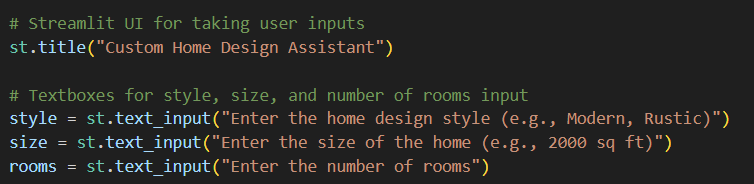 # Streamlit UI for taking user inputs
st.title("Custom Home Design Assistant")
# Textboxes for style, size, and number of rooms input
style = st.text_input("Enter the home design style (e.g., Modern, Rustic)")
size = st.text_input("Enter the size of the home (e.g., 2000 sq ft)")
rooms = st.text_input("Enter the number of rooms")